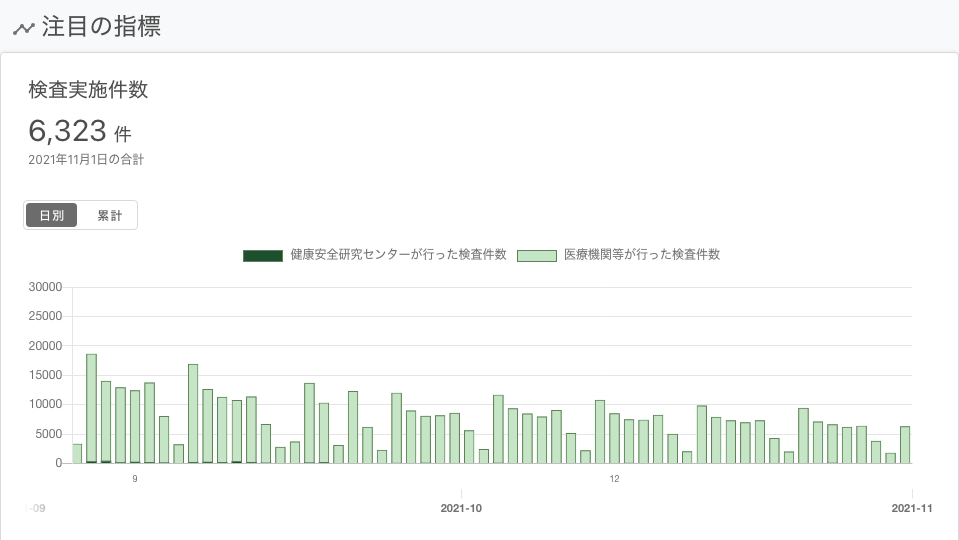 注目の指標
検査実施件数
6,323 件
2021年11月1日の合計
日別 累計
健康安全研究センターが行った検査件数 医療機関等が行った検査件数
30000
25000
20000
15000
10000
5000
0
9 12
-09 2021-10 2021-11